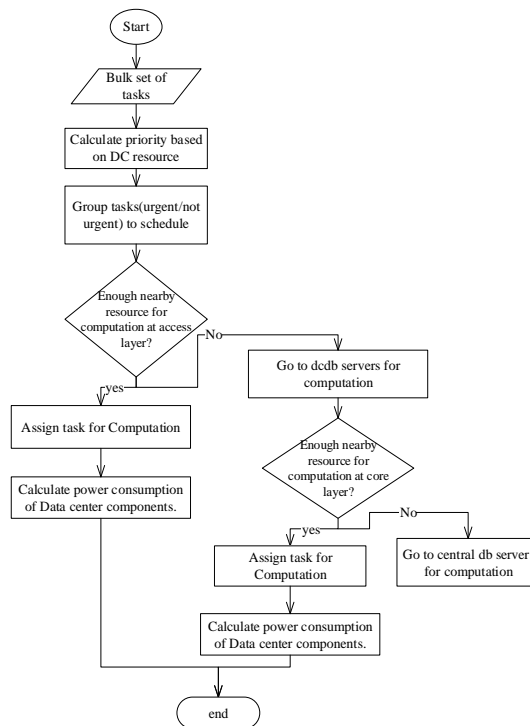 Start
Bulk set of
tasks
Calculate priority based
on DC resource
Group tasks(urgent/not
urgent) to schedule
Enough nearby
resource for
computation at access
layer?
No
Go to dcdb servers for
computation
yes
Assign task for Computation
Enough nearby
resource for
computation at core
layer?
Calculate power consumption
of Data center components.
yes
No
Assign task for
Computation
Go to central db server
for computation
Calculate power consumption
of Data center components.
end